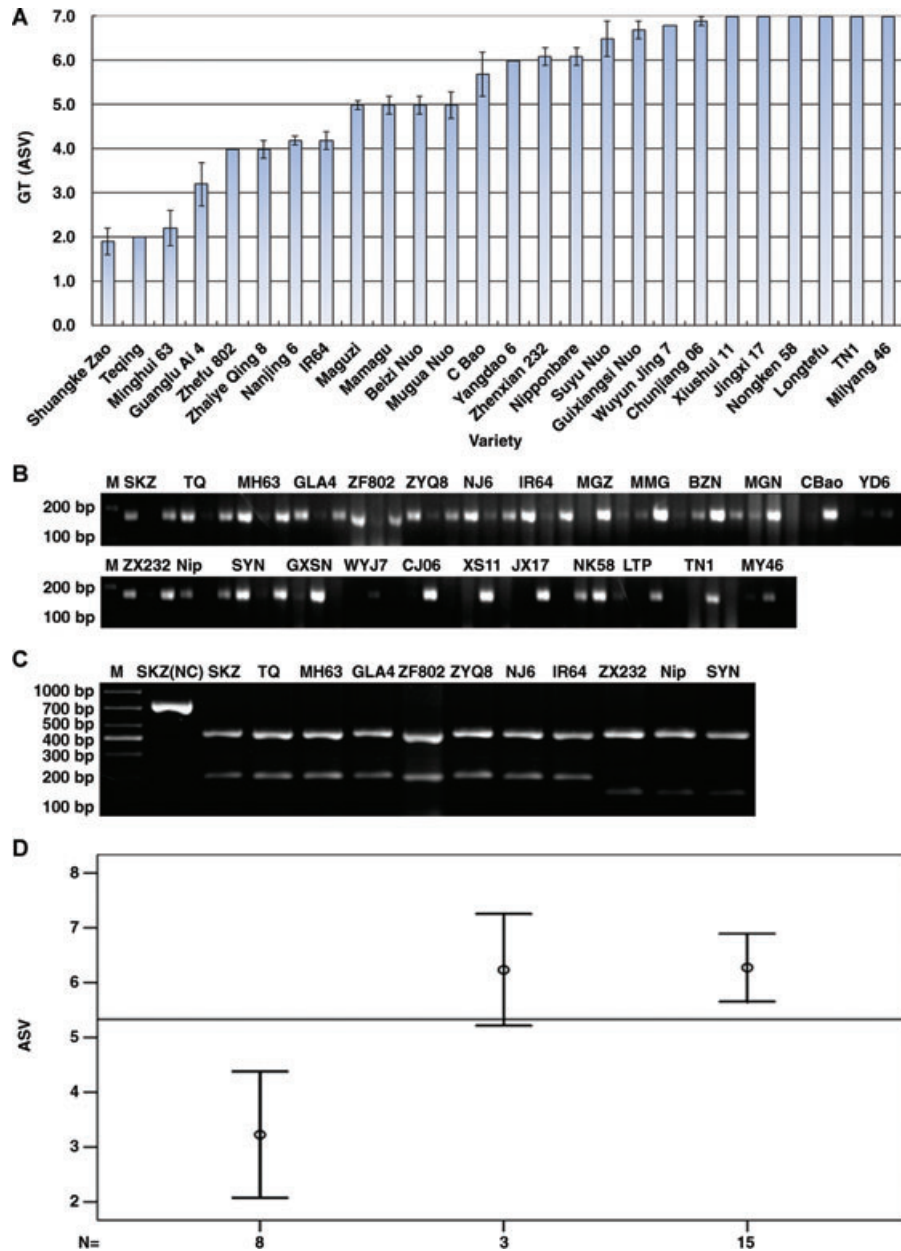 A
7.0
6.0
5.0
4.0
3.0
2.0
1.0
0.0
GT (ASV)
Shuangke Zao
Teqing
Minghui 63
Guanglu Ai 4
Zhefu 802
Zhaiye Qing 8
Nanjing 6
IR64
Maguzi
Mamagu
Beizi Nuo
Mugua Nuo
C Bao
Yangdao 6
Zhenxian 232
Nipponbare
Suyu Nuo
Guixiangsi Nuo
Wuyun Jing 7
Chunjiang 06
Xiushui 11
Jingxi 17
Nongken 58
Longtefu
TN1
Milyang 46
Variety
B
M SKZ TQ MH63 GLA4 ZF802 ZYQ8 NJ6 IR64 MGZ MMG BZN MGN CBao YD6
200 bp
100 bp
M ZX232 Nip SYN GXSN WYJ7 CJ06 XS11 JX17 NK58 LTP TN1 MY46
200 bp
100 bp
C
M SKZ(NC) SKZ TQ MH63 GLA4 ZF802 ZYQ8 NJ6 IR64 ZX232 Nip SYN
1000 bp
700 bp
500 bp
400 bp
300 bp
200 bp
100 bp
D
8
7
6
5
4
3
2
ASV
N= 8 3 15